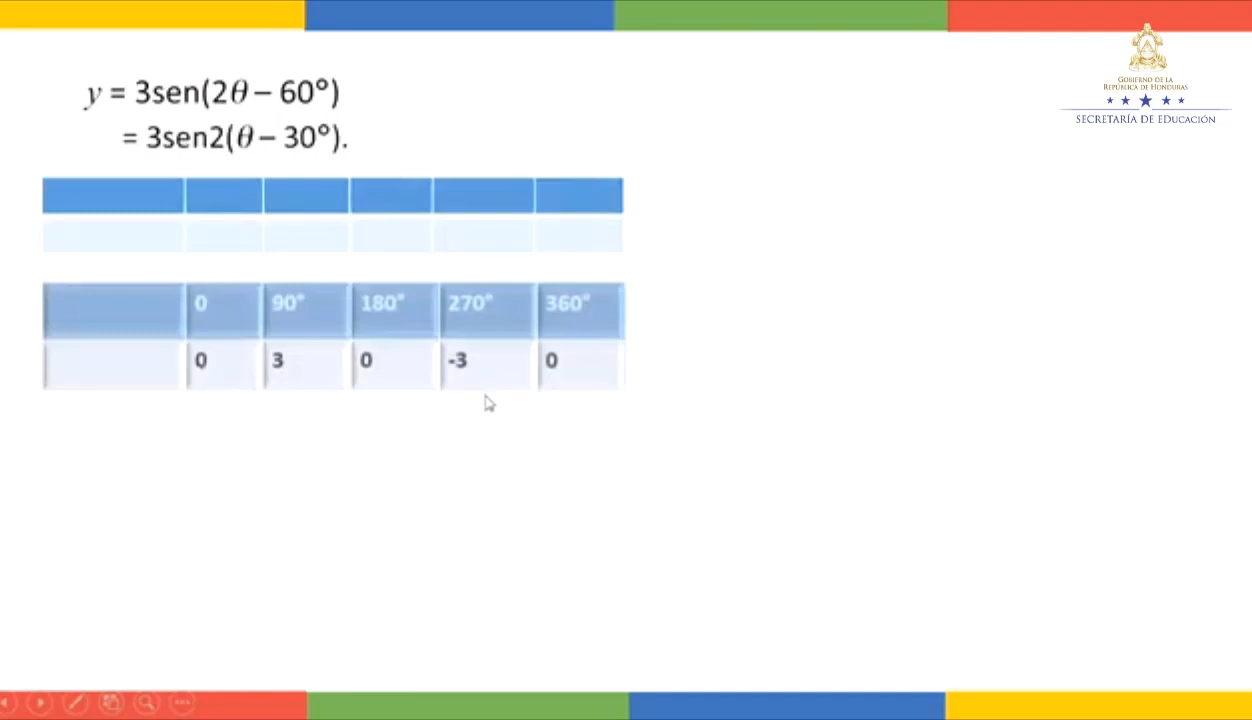 GOBIERNO DE LA
REPÚBLICA DE HONDURAS
SECRETARÍA DE EDUCACIÓN
y = 3sen(2θ – 60°)
= 3sen2(θ – 30°).
0 90° 180° 270° 360°
0 3 0 -3 0